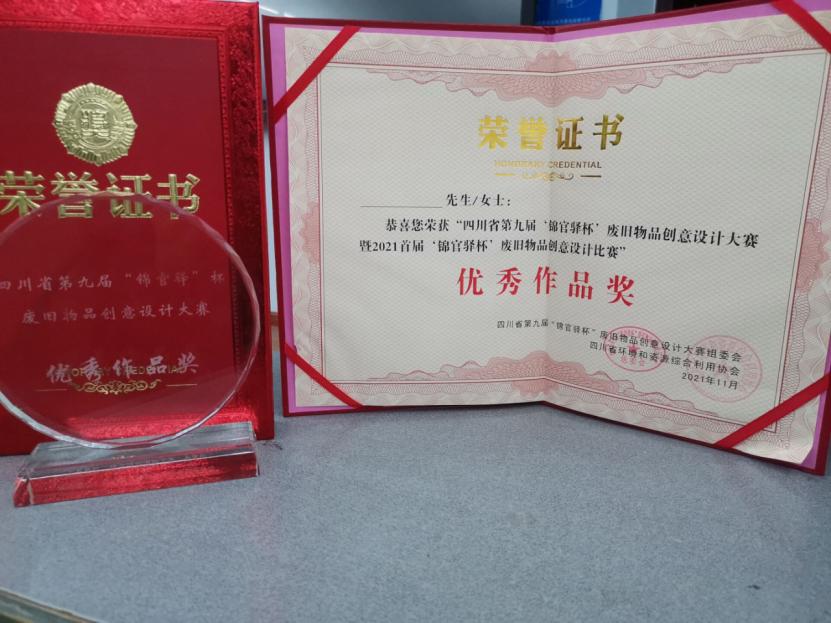 荣誉证书
四川省第九届“锦官驿”杯
废旧物品创意设计大赛
优秀作品奖
荣誉证书
HONORARY CREDENTIAL
先生/女士：
恭喜您荣获“四川省第九届‘锦官驿杯’废旧物品创意设计大赛
暨2021首届‘锦官驿杯’废旧物品创意设计比赛”
优秀作品奖
四川省第九届“锦官驿杯”废旧物品创意设计大赛组委会
四川省环境和资源综合利用协会
2021年11月